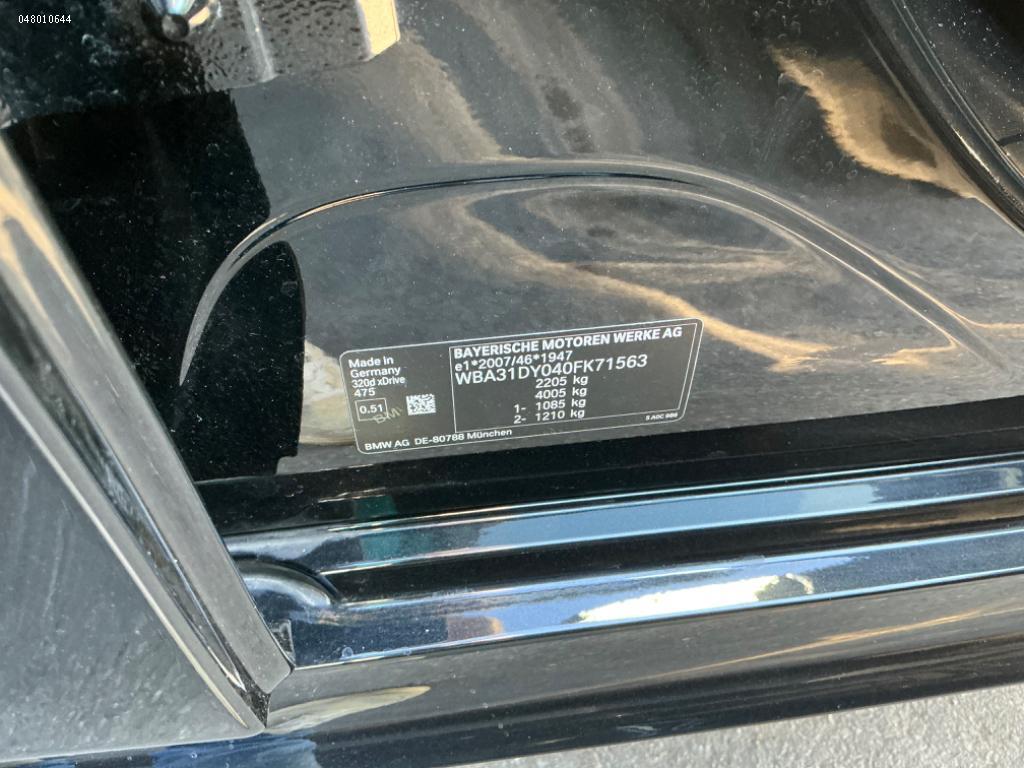 048010644
Made in
Germany
320d xDrive
475
0.51
BAYERISCHE MOTOREN WERKE AG
e1*2007/46*1947
WBA31DY040FK71563
2205 kg
4005 kg
1- 1085 kg
2- 1210 kg
BMW AG DE-80788 München